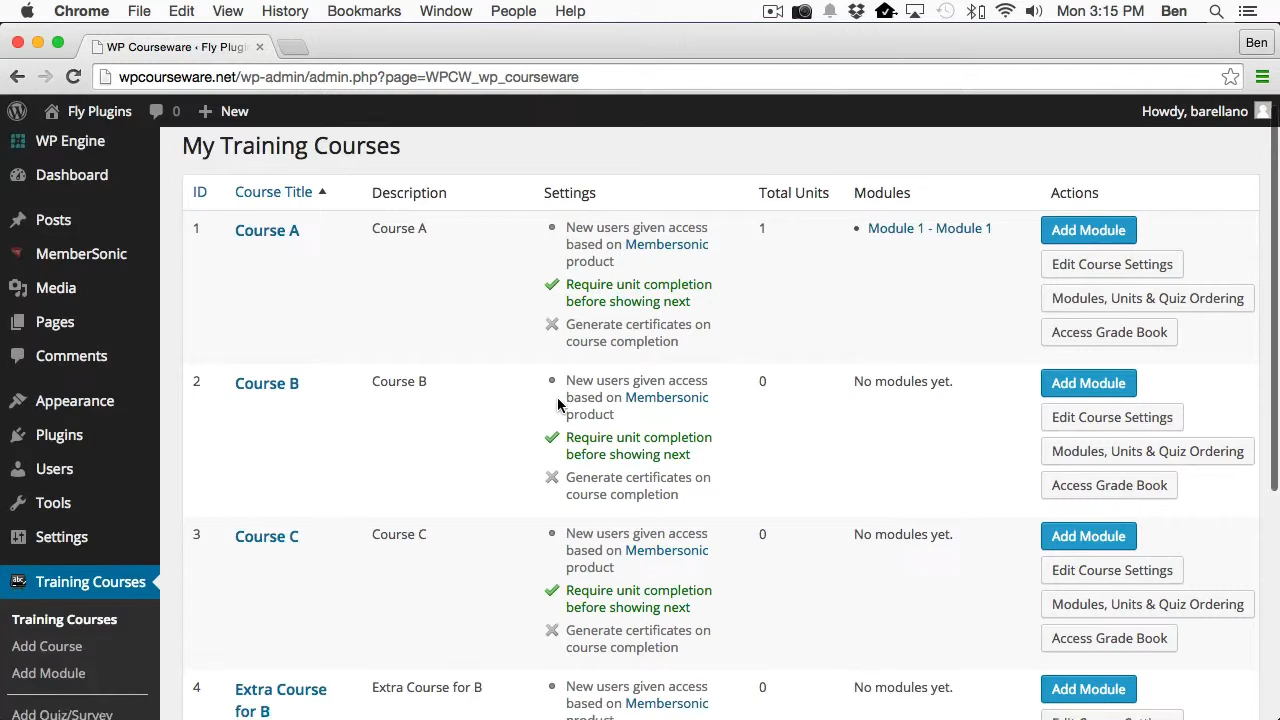 Chrome File Edit View History Bookmarks Window People Help Mon 3:15 PM Ben
WP Courseware ‹ Fly Plugi Ben
wpcourseware.net/wp-admin/admin.php?page=WPCW_wp_courseware
Fly Plugins 0 New Howdy, barellano
WP Engine
Dashboard
Posts
MemberSonic
Media
Pages
Comments
Appearance
Plugins
Users
Tools
Settings
Training Courses
Training Courses
Add Course
Add Module
Add Quiz/Survey
My Training Courses
ID Course Title Description Settings Total Units Modules Actions
1 Course A Course A New users given access 1 Module 1 - Module 1 Add Module
based on Membersonic
product
Edit Course Settings
Require unit completion
before showing next
Modules, Units & Quiz Ordering
Generate certificates on
course completion
Access Grade Book
2 Course B Course B New users given access 0 No modules yet. Add Module
based on Membersonic
product
Edit Course Settings
Require unit completion
before showing next
Modules, Units & Quiz Ordering
Generate certificates on
course completion
Access Grade Book
3 Course C Course C New users given access 0 No modules yet. Add Module
based on Membersonic
product
Edit Course Settings
Require unit completion
before showing next
Modules, Units & Quiz Ordering
Generate certificates on
course completion
Access Grade Book
4 Extra Course Extra Course for B New users given access 0 No modules yet. Add Module
for B based on Membersonic